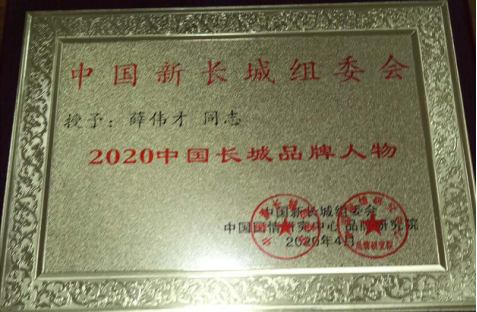 中国新长城组委会
授予：薛伟才 同志
2020中国长城品牌人物
中国新长城组委会
中国国情研究中心 品情研究院
2020年4月